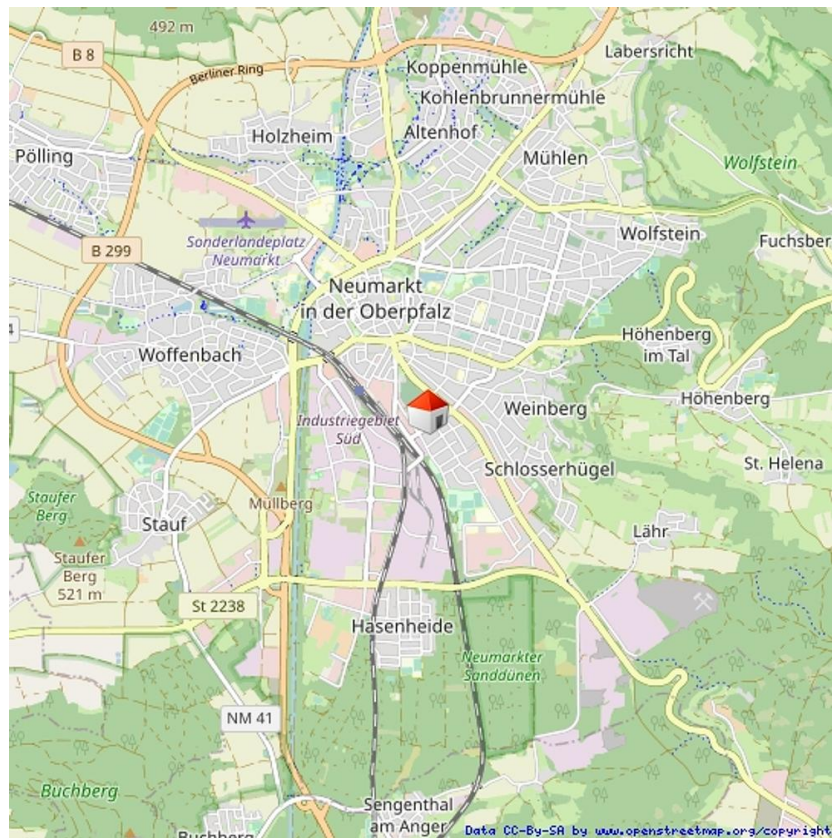 492 m
B 8
Berliner Ring
Labersricht
Koppenmühle
Kohlenbrunnermühle
Holzheim
Altenhof
Pölling
Mühlen
Wolfstein
Sonderlandeplatz
Neumarkt
B 299
Wolfstein
Fuchsber
Neumarkt
in der Oberpfalz
4
Woffenbach
Höhenberg
im Tal
Höhenberg
Industriegebiet
Süd
Weinberg
Schlosserhügel
St. Helena
Staufer
Berg
Müllberg
Stauf
Lähr
Staufer
Berg
521 m
St 2238
Hasenheide
Neumarkter
Sanddünen
NM 41
Buchberg
Sengenthal
am Anger
Buchberg
Data CC-By-SA by www.openstreetmap.org/copyright